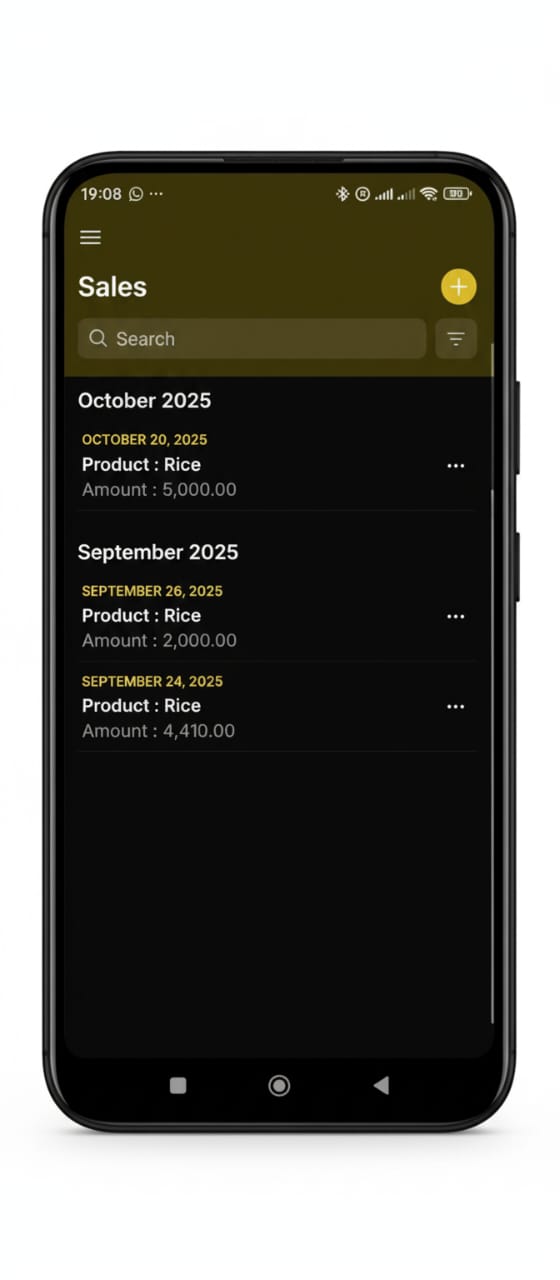 19:08
Sales
Search
October 2025
OCTOBER 20, 2025
Product : Rice
Amount : 5,000.00
September 2025
SEPTEMBER 26, 2025
Product : Rice
Amount : 2,000.00
SEPTEMBER 24, 2025
Product : Rice
Amount : 4,410.00